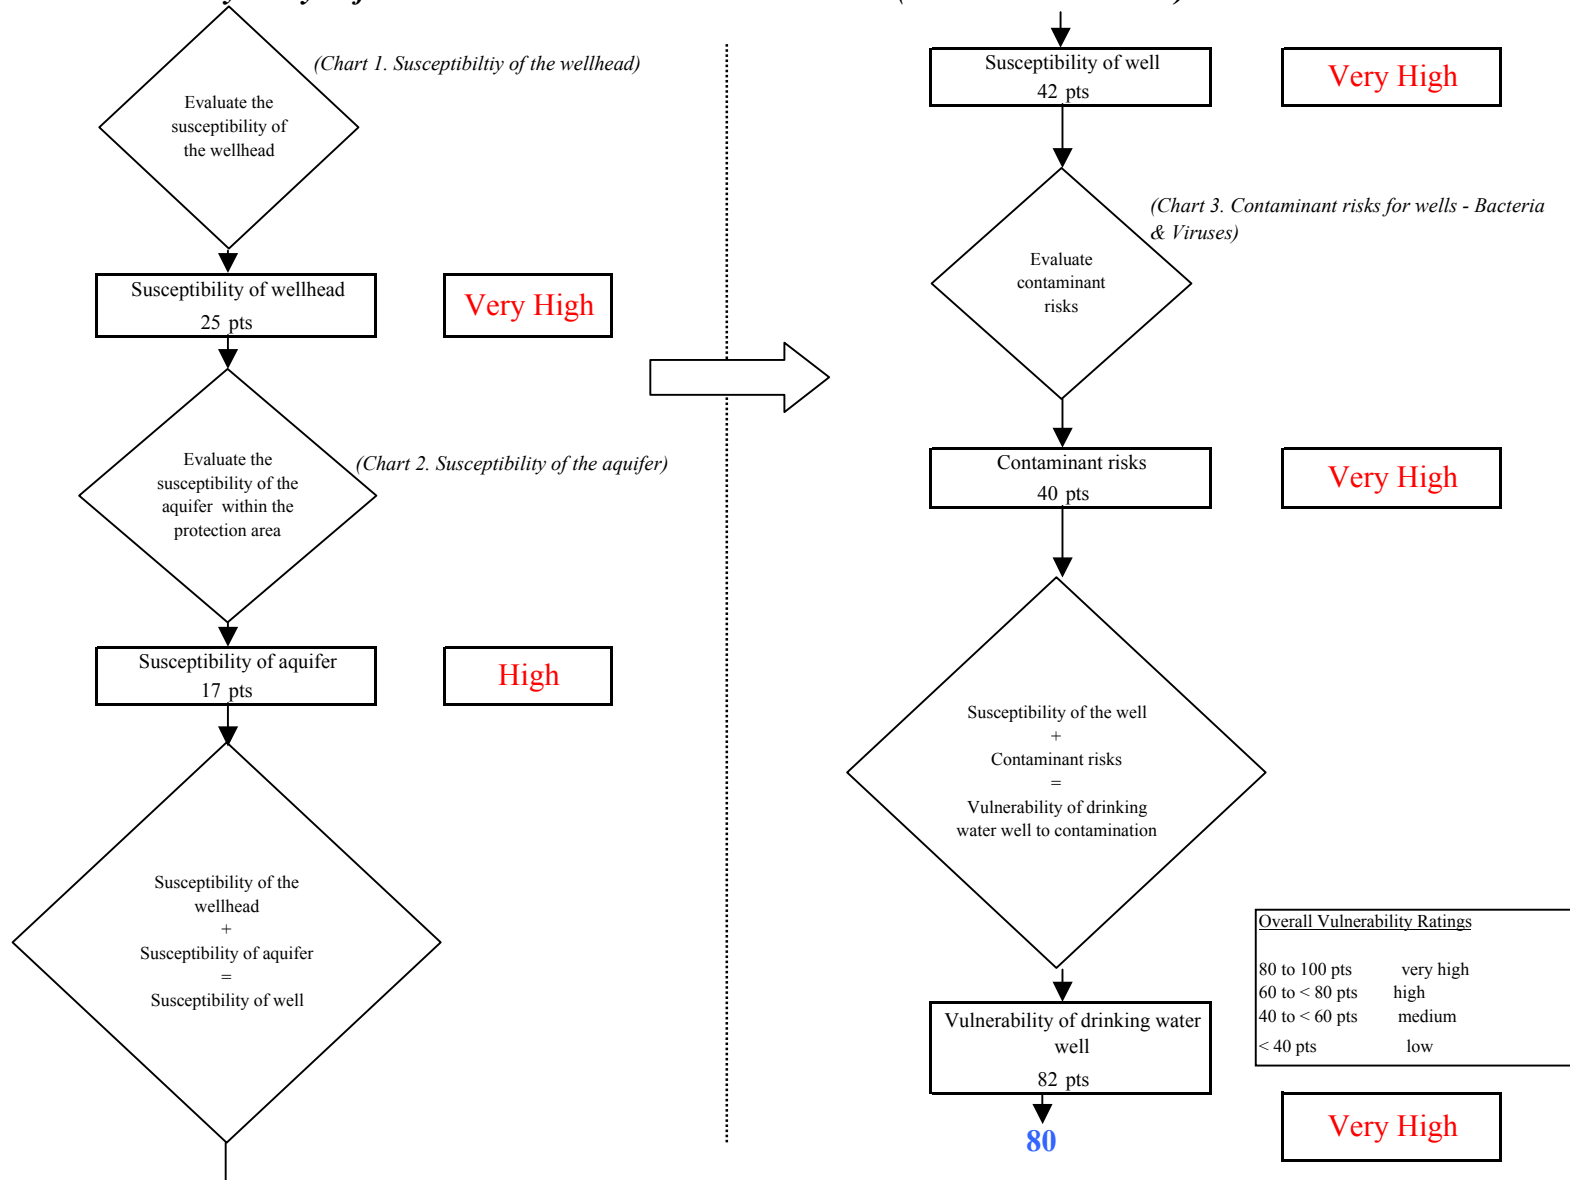 (Chart 1. Susceptibiltiy of the wellhead)
Evaluate the
susceptibility of
the wellhead
Susceptibility of wellhead
25 pts
Very High
Evaluate the
susceptibility of the
aquifer within the
protection area
(Chart 2. Susceptibility of the aquifer)
Susceptibility of aquifer
17 pts
High
Susceptibility of the
wellhead
+
Susceptibility of aquifer
=
Susceptibility of well
Susceptibility of well
42 pts
Very High
(Chart 3. Contaminant risks for wells - Bacteria
& Viruses)
Evaluate
contaminant
risks
Contaminant risks
40 pts
Very High
Susceptibility of the well
+
Contaminant risks
=
Vulnerability of drinking
water well to contamination
Overall Vulnerability Ratings
80 to 100 pts very high
60 to < 80 pts high
40 to < 60 pts medium
< 40 pts low
Vulnerability of drinking water
well
82 pts
80
Very High